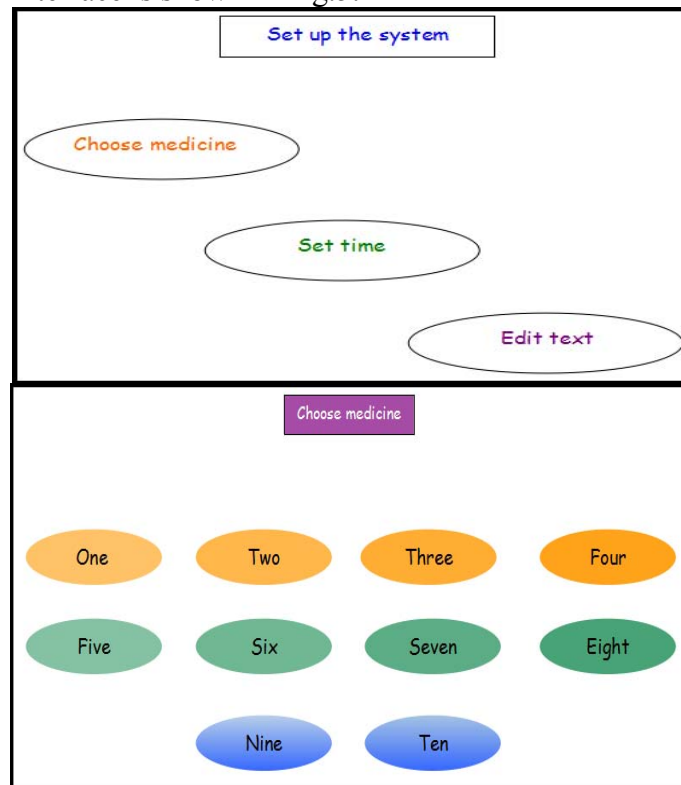 Set up the system
Choose medicine
Set time
Edit text
Choose medicine
One Two Three Four
Five Six Seven Eight
Nine Ten